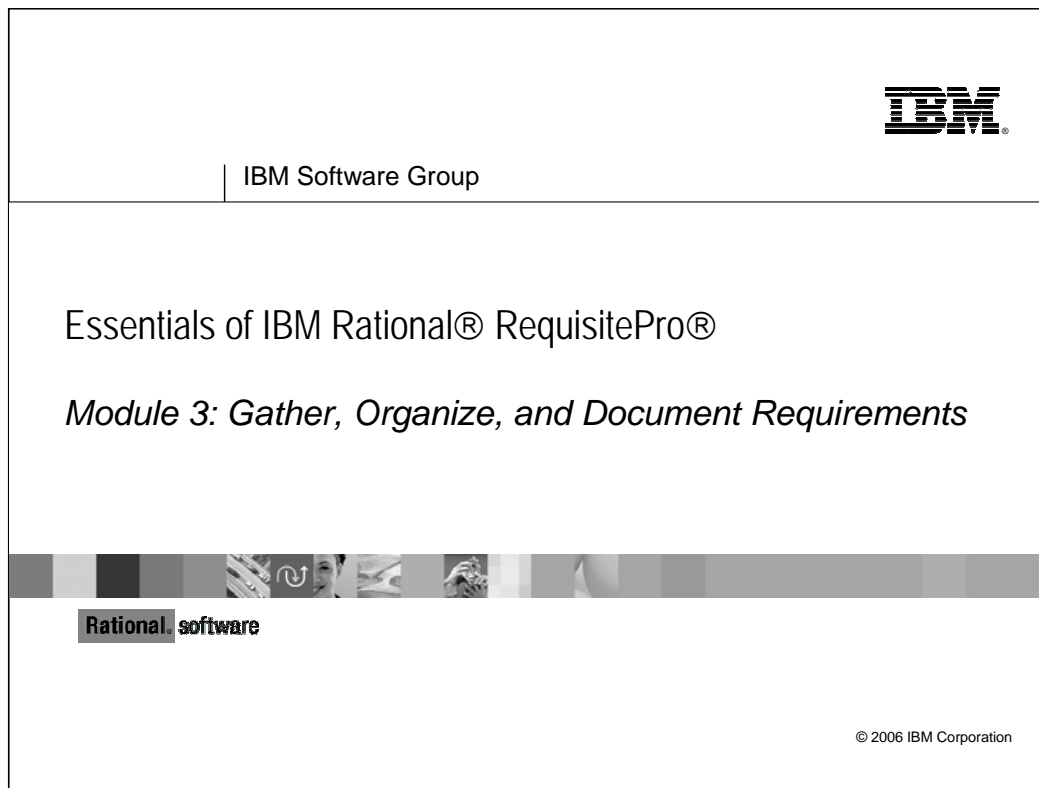 IBM®
IBM Software Group
Essentials of IBM Rational® RequisitePro®
Module 3: Gather, Organize, and Document Requirements
Rational. software
© 2006 IBM Corporation